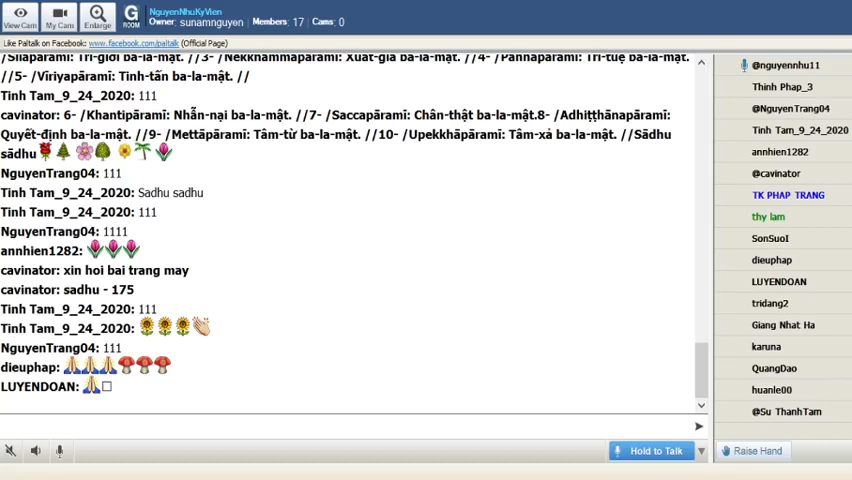 NguyenNhuKyVien
Owner: sunamnguyen Members: 17 Cams: 0
View Cam
My Cam
Enlarge
G
ROOM
Like Paltalk on Facebook: www.facebook.com/paltalk (Official Page)
/Sīlapāramī: Trì-giới ba-la-mật. //3- /Nekkhammapāramī: Xuất-gia ba-la-mật. //4- /Paññāpāramī: Trí-tuệ ba-la-mật.
//5- /Vīriyapāramī: Tinh-tấn ba-la-mật. //
Tinh Tam_9_24_2020: 111
cavinator: 6- /Khantipāramī: Nhẫn-nại ba-la-mật. //7- /Saccapāramī: Chân-thật ba-la-mật.8- /Adhiṭṭhānapāramī:
Quyết-định ba-la-mật. //9- /Mettāpāramī: Tâm-từ ba-la-mật. //10- /Upekkhāpāramī: Tâm-xả ba-la-mật. //Sādhu
sādhu
NguyenTrang04: 111
Tinh Tam_9_24_2020: Sadhu sadhu
Tinh Tam_9_24_2020: 111
NguyenTrang04: 1111
annhien1282:
cavinator: xin hoi bai trang may
cavinator: sadhu - 175
Tinh Tam_9_24_2020: 111
Tinh Tam_9_24_2020:
NguyenTrang04: 111
dieuphap:
LUYENDOAN:
Hold to Talk
@nguyennhu11
Thinh Phap_3
@NguyenTrang04
Tinh Tam_9_24_2020
annhien1282
@cavinator
TK PHAP TRANG
thy lam
SonSuoI
dieuphap
LUYENDOAN
tridang2
Giang Nhat Ha
karuna
QuangDao
huanle00
@Su ThanhTam
Raise Hand